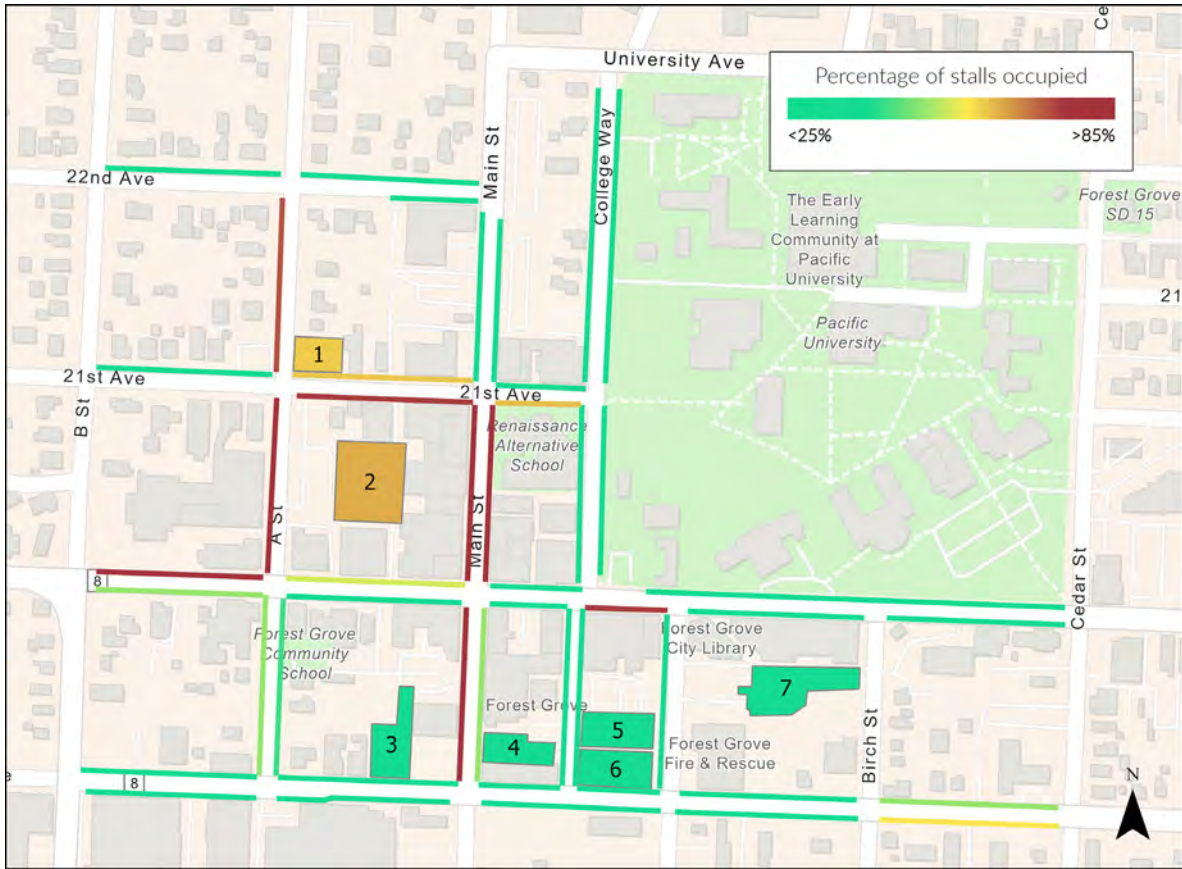 Ce
University Ave
Percentage of stalls occupied
<25%
>85%
Main St
College Way
22nd Ave
The Early
Learning
Community at
Pacific
University
Forest Grove
SD 15
21
Pacific
University
1
21st Ave
21st Ave
B St
Renaissance
Alternative
School
2
A St
Main St
8
Cedar St
Forest Grove
Community
School
Forest Grove
City Library
7
Forest Grove
3
4
5
6
Forest Grove
Fire & Rescue
Birch St
8
e
N